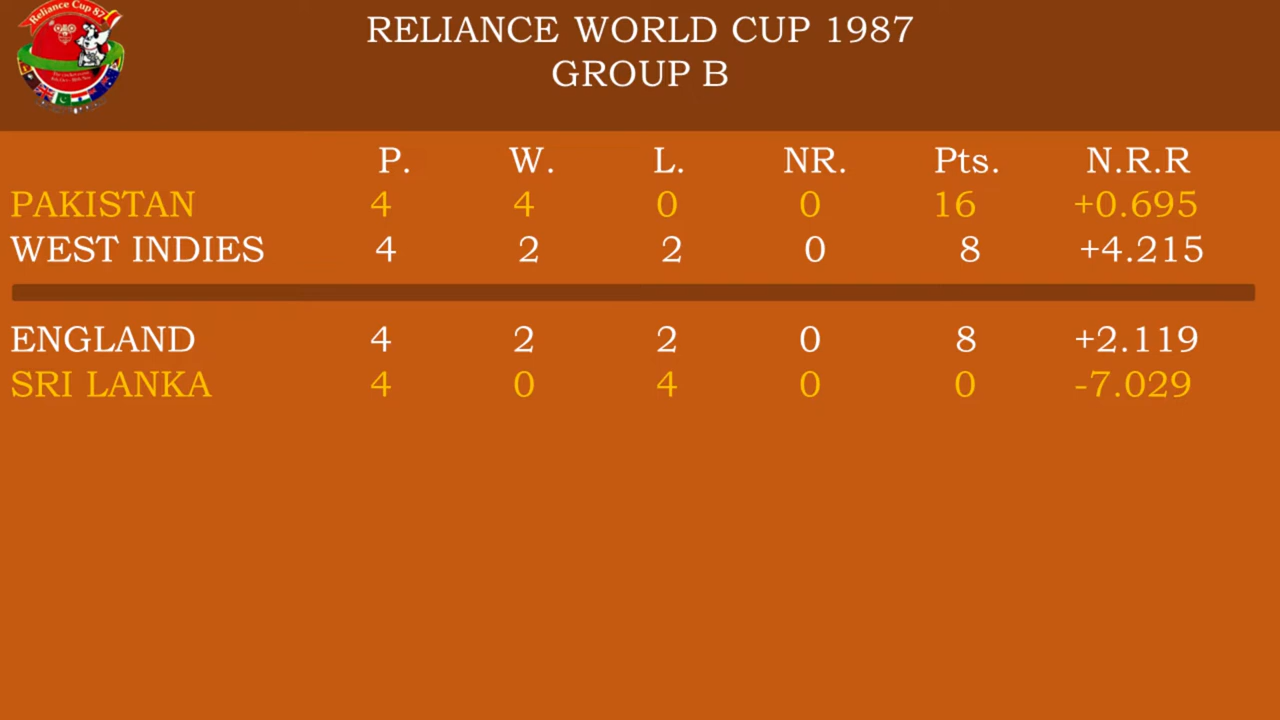 Reliance Cup 87
RELIANCE WORLD CUP 1987
GROUP B
P. W. L. NR. Pts. N.R.R
PAKISTAN 4 4 0 0 16 +0.695
WEST INDIES 4 2 2 0 8 +4.215
ENGLAND 4 2 2 0 8 +2.119
SRI LANKA 4 0 4 0 0 -7.029